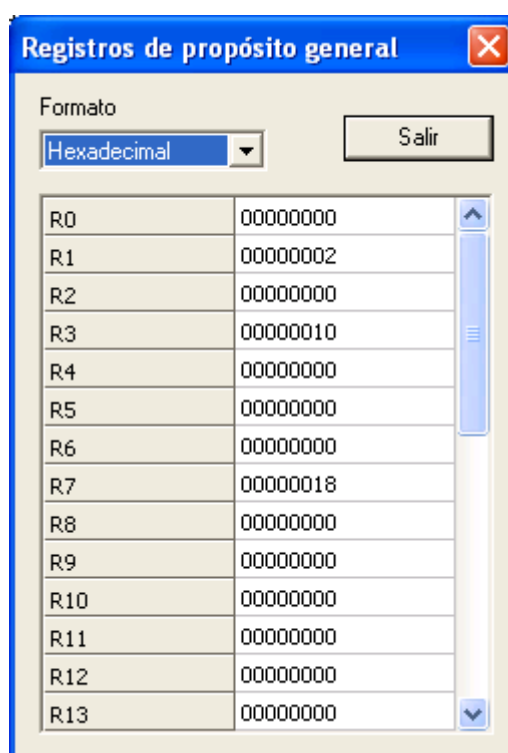 Registros de propósito general
Formato
Hexadecimal
Salir
R0 00000000
R1 00000002
R2 00000000
R3 00000010
R4 00000000
R5 00000000
R6 00000000
R7 00000018
R8 00000000
R9 00000000
R10 00000000
R11 00000000
R12 00000000
R13 00000000